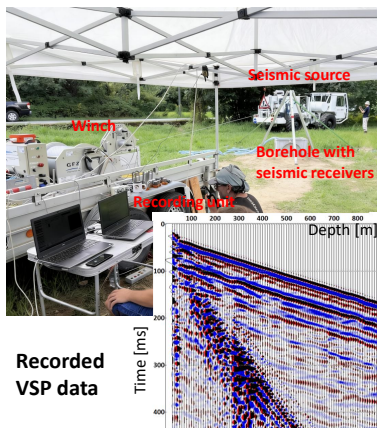 Seismic source
Winch
GFZ
Borehole with
seismic receivers
Recording unit
Depth [m]
0
100
200
300
400
500
600
700
800
Time [ms]
100
200
400
Recorded
VSP data